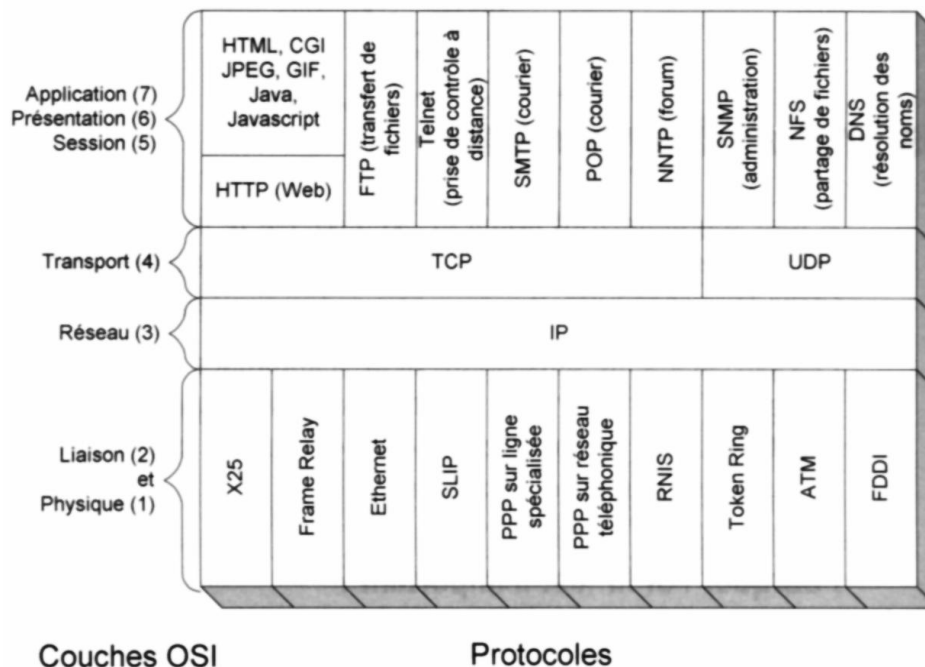 Application (7)
Présentation (6)
Session (5)
HTML, CGI
JPEG, GIF,
Java,
Javascript
HTTP (Web)
FTP (transfert de
fichiers)
Telnet
(prise de contrôle à
distance)
SMTP (courier)
POP (courier)
NNTP (forum)
SNMP
(administration)
NFS
(partage de fichiers)
DNS
(résolution des
noms)
Transport (4)
TCP
UDP
Réseau (3)
IP
Liaison (2)
et
Physique (1)
X25
Frame Relay
Ethernet
SLIP
PPP sur ligne
spécialisée
PPP sur réseau
téléphonique
RNIS
Token Ring
ATM
FDDI
Couches OSI
Protocoles